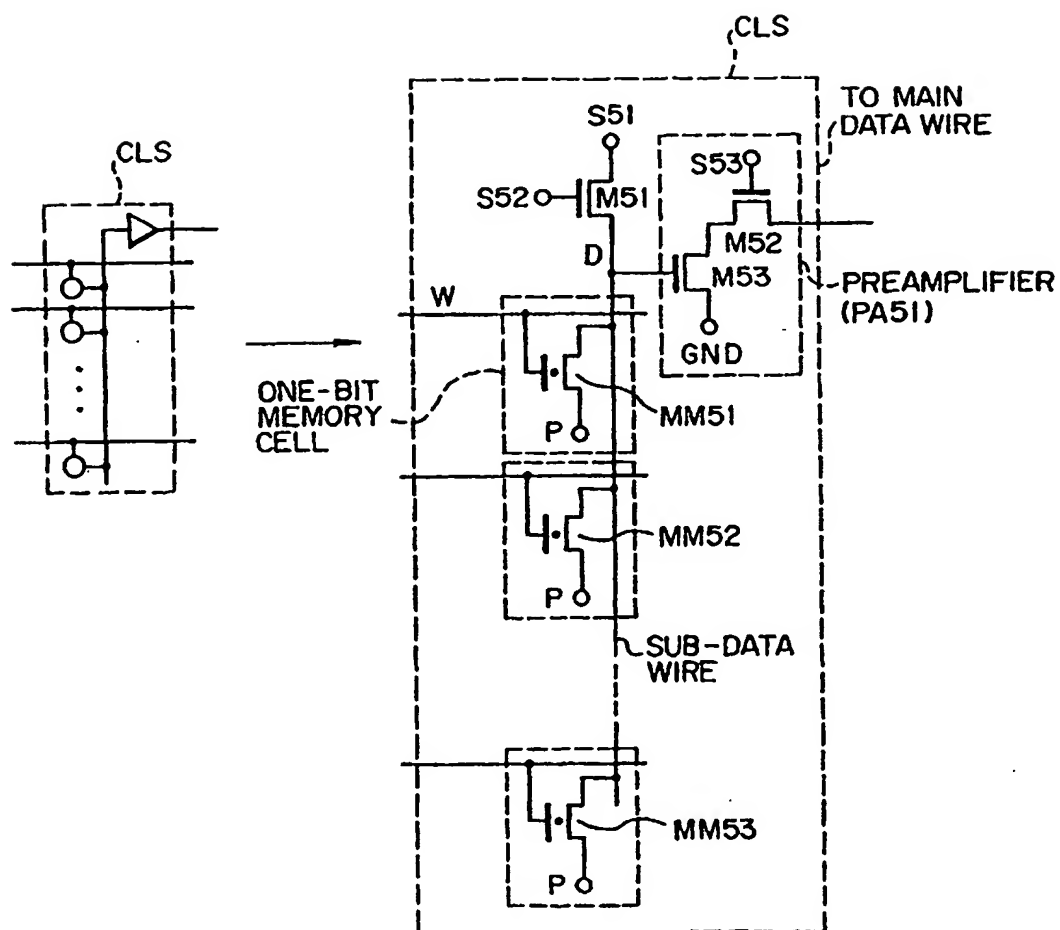 CLS
CLS
TO MAIN
DATA WIRE
S51
S53
S52
M51
M52
D
M53
PREAMPLIFIER
(PA51)
W
GND
ONE-BIT
MEMORY
CELL
MM51
P
MM52
P
SUB-DATA
WIRE
MM53
P